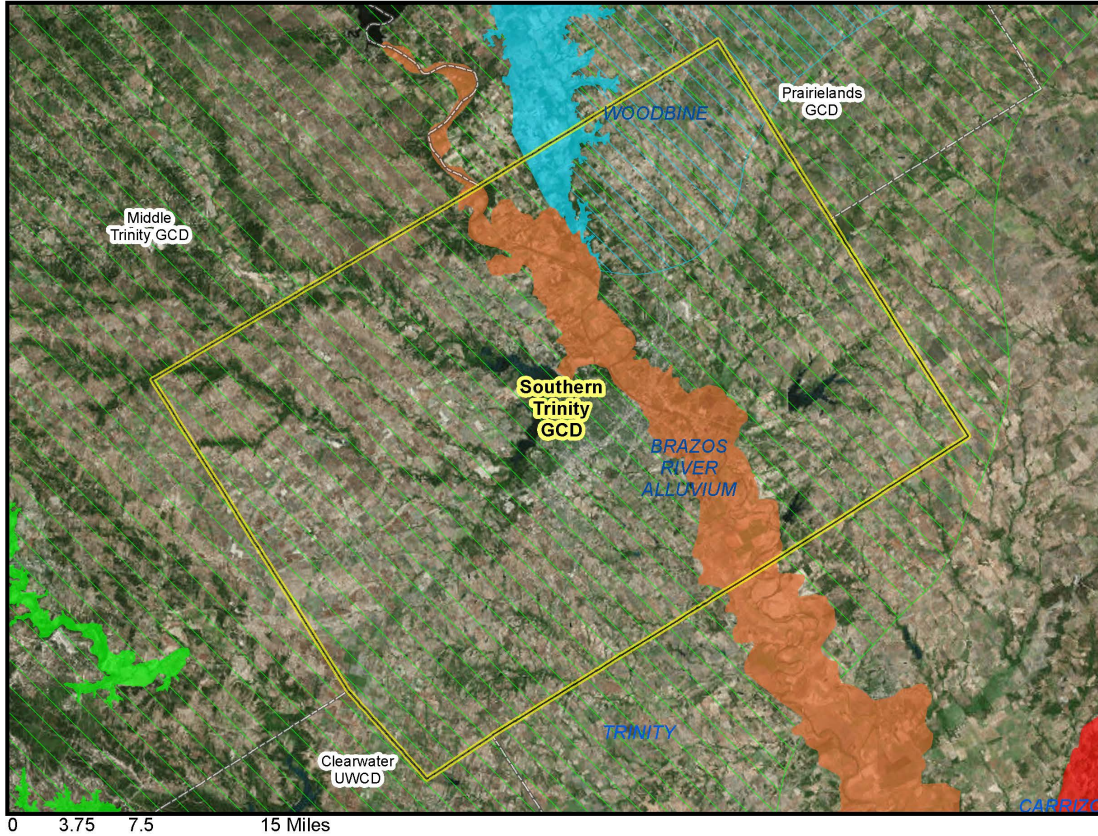 WOODBINE
Prairielands
GCD
Middle
Trinity GCD
Southern
Trinity
GCD
BRAZOS
RIVER
ALLUVIUM
TRINITY
Clearwater
UWCD
CARRIZO
0 3.75 7.5 15 Miles